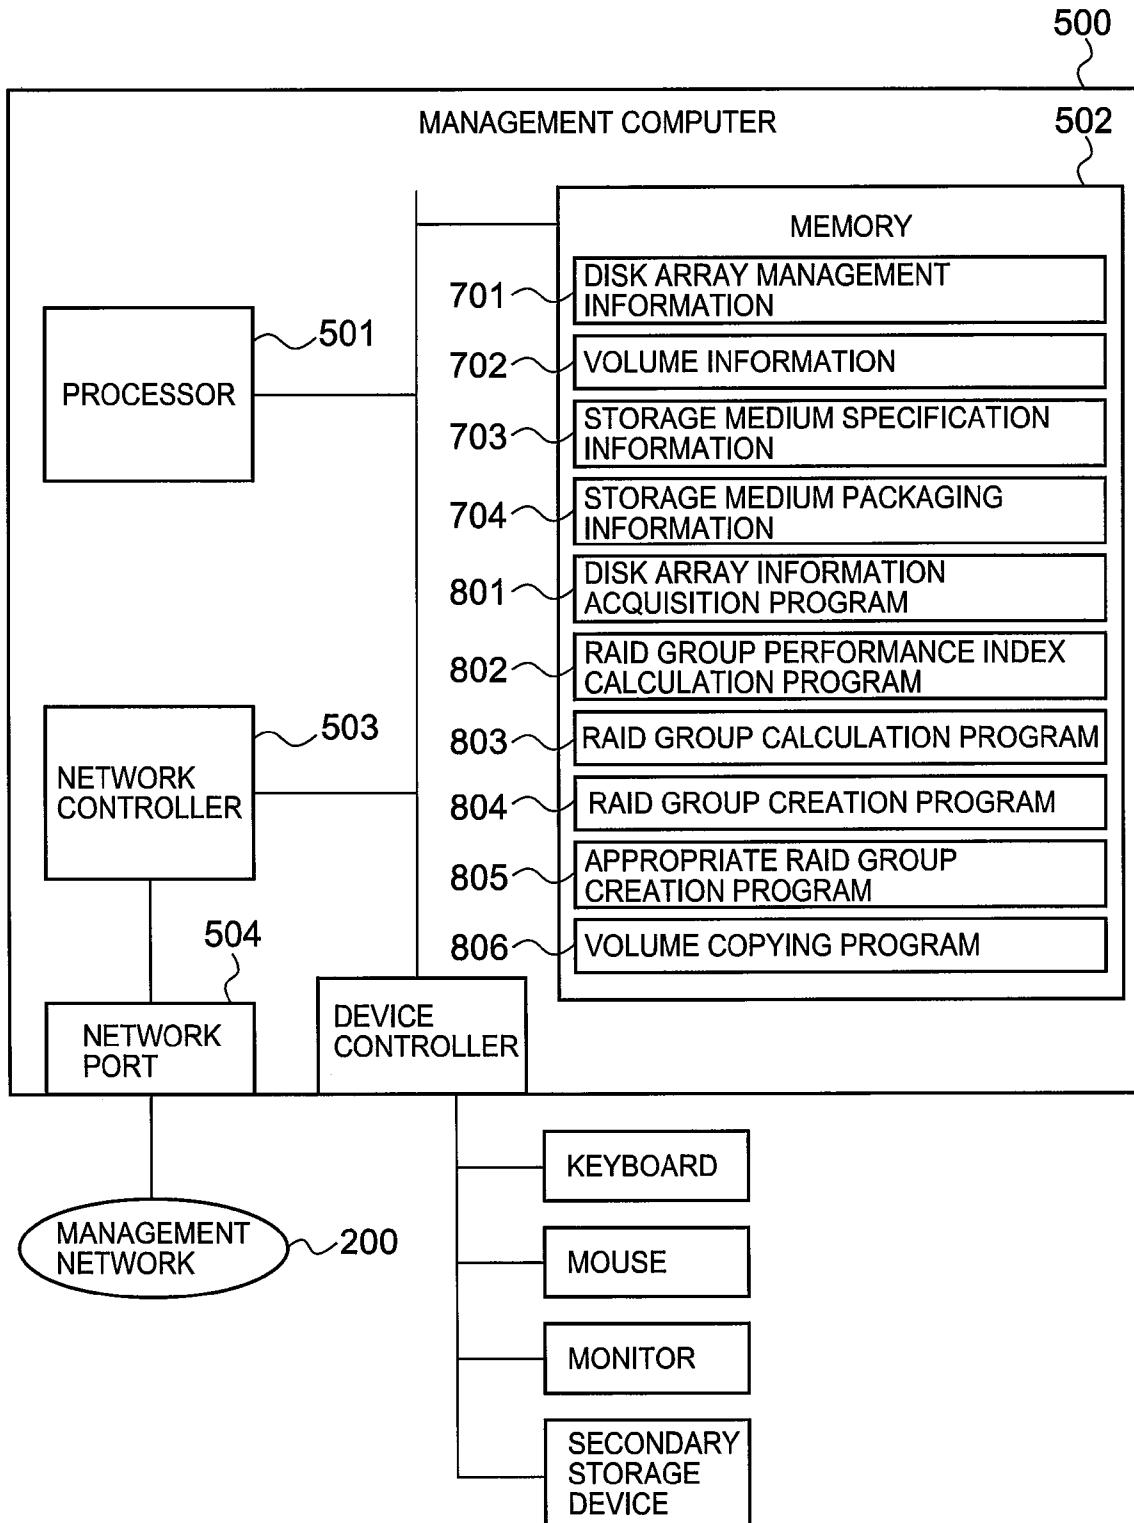 500
MANAGEMENT COMPUTER
502
MEMORY
701
DISK ARRAY MANAGEMENT
INFORMATION
501
PROCESSOR
702
VOLUME INFORMATION
703
STORAGE MEDIUM SPECIFICATION
INFORMATION
704
STORAGE MEDIUM PACKAGING
INFORMATION
801
DISK ARRAY INFORMATION
ACQUISITION PROGRAM
802
RAID GROUP PERFORMANCE INDEX
CALCULATION PROGRAM
503
NETWORK
CONTROLLER
803
RAID GROUP CALCULATION PROGRAM
804
RAID GROUP CREATION PROGRAM
805
APPROPRIATE RAID GROUP
CREATION PROGRAM
504
806
VOLUME COPYING PROGRAM
NETWORK
PORT
DEVICE
CONTROLLER
KEYBOARD
MANAGEMENT
NETWORK
200
MOUSE
MONITOR
SECONDARY
STORAGE
DEVICE